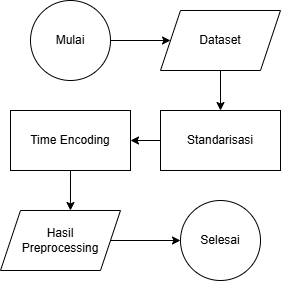 Mulai
Dataset
Standarisasi
Time Encoding
Hasil
Preprocessing
Selesai